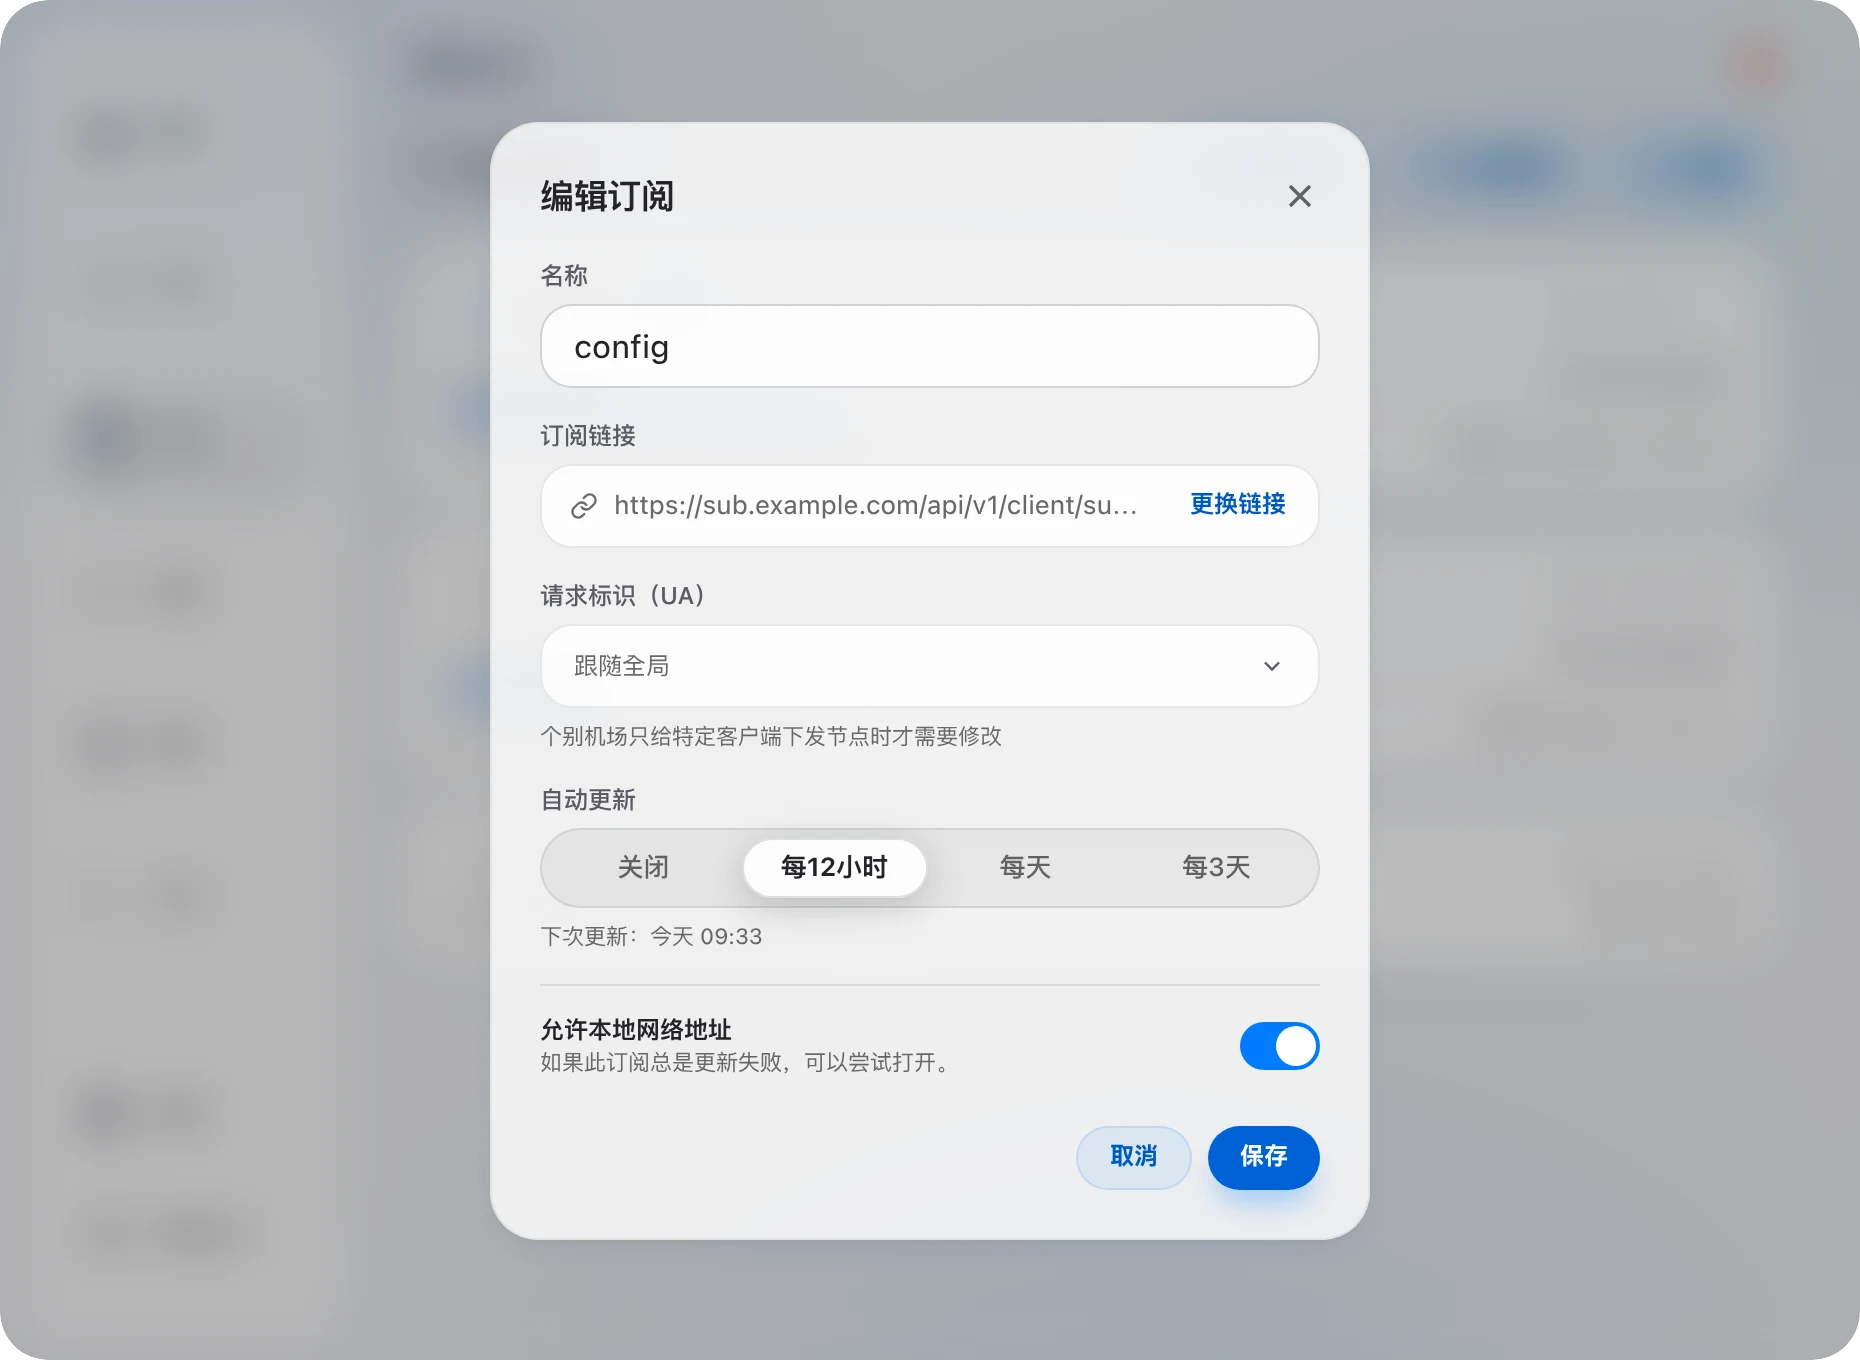 编辑订阅
名称
config
订阅链接
https://sub.example.com/api/v1/client/su... 更换链接
请求标识（UA）
跟随全局
个别机场只给特定客户端下发节点时才需要修改
自动更新
关闭 每12小时 每天 每3天
下次更新：今天 09:33
允许本地网络地址
如果此订阅总是更新失败，可以尝试打开。
取消 保存